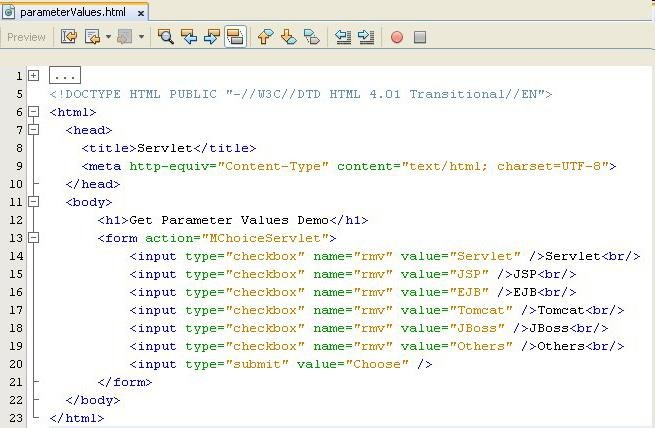 parameterValues.html x
Preview
1 ...
5 <!DOCTYPE HTML PUBLIC "-//W3C//DTD HTML 4.01 Transitional//EN">
6 <html>
7 <head>
8 <title>Servlet</title>
9 <meta http-equiv="Content-Type" content="text/html; charset=UTF-8">
10 </head>
11 <body>
12 <h1>Get Parameter Values Demo</h1>
13 <form action="MChoiceServlet">
14 <input type="checkbox" name="rmv" value="Servlet" />Servlet<br/>
15 <input type="checkbox" name="rmv" value="JSP" />JSP<br/>
16 <input type="checkbox" name="rmv" value="EJB" />EJB<br/>
17 <input type="checkbox" name="rmv" value="Tomcat" />Tomcat<br/>
18 <input type="checkbox" name="rmv" value="JBoss" />JBoss<br/>
19 <input type="checkbox" name="rmv" value="Others" />Others<br/>
20 <input type="submit" value="Choose" />
21 </form>
22 </body>
23 </html>